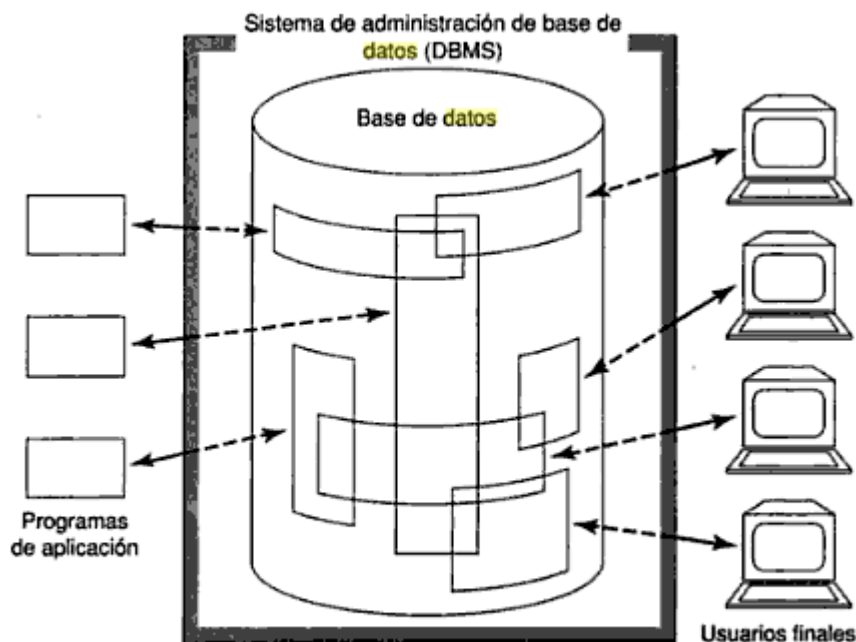 Sistema de administración de base de
datos (DBMS)
Base de datos
Programas
de aplicación
Usuarios finales